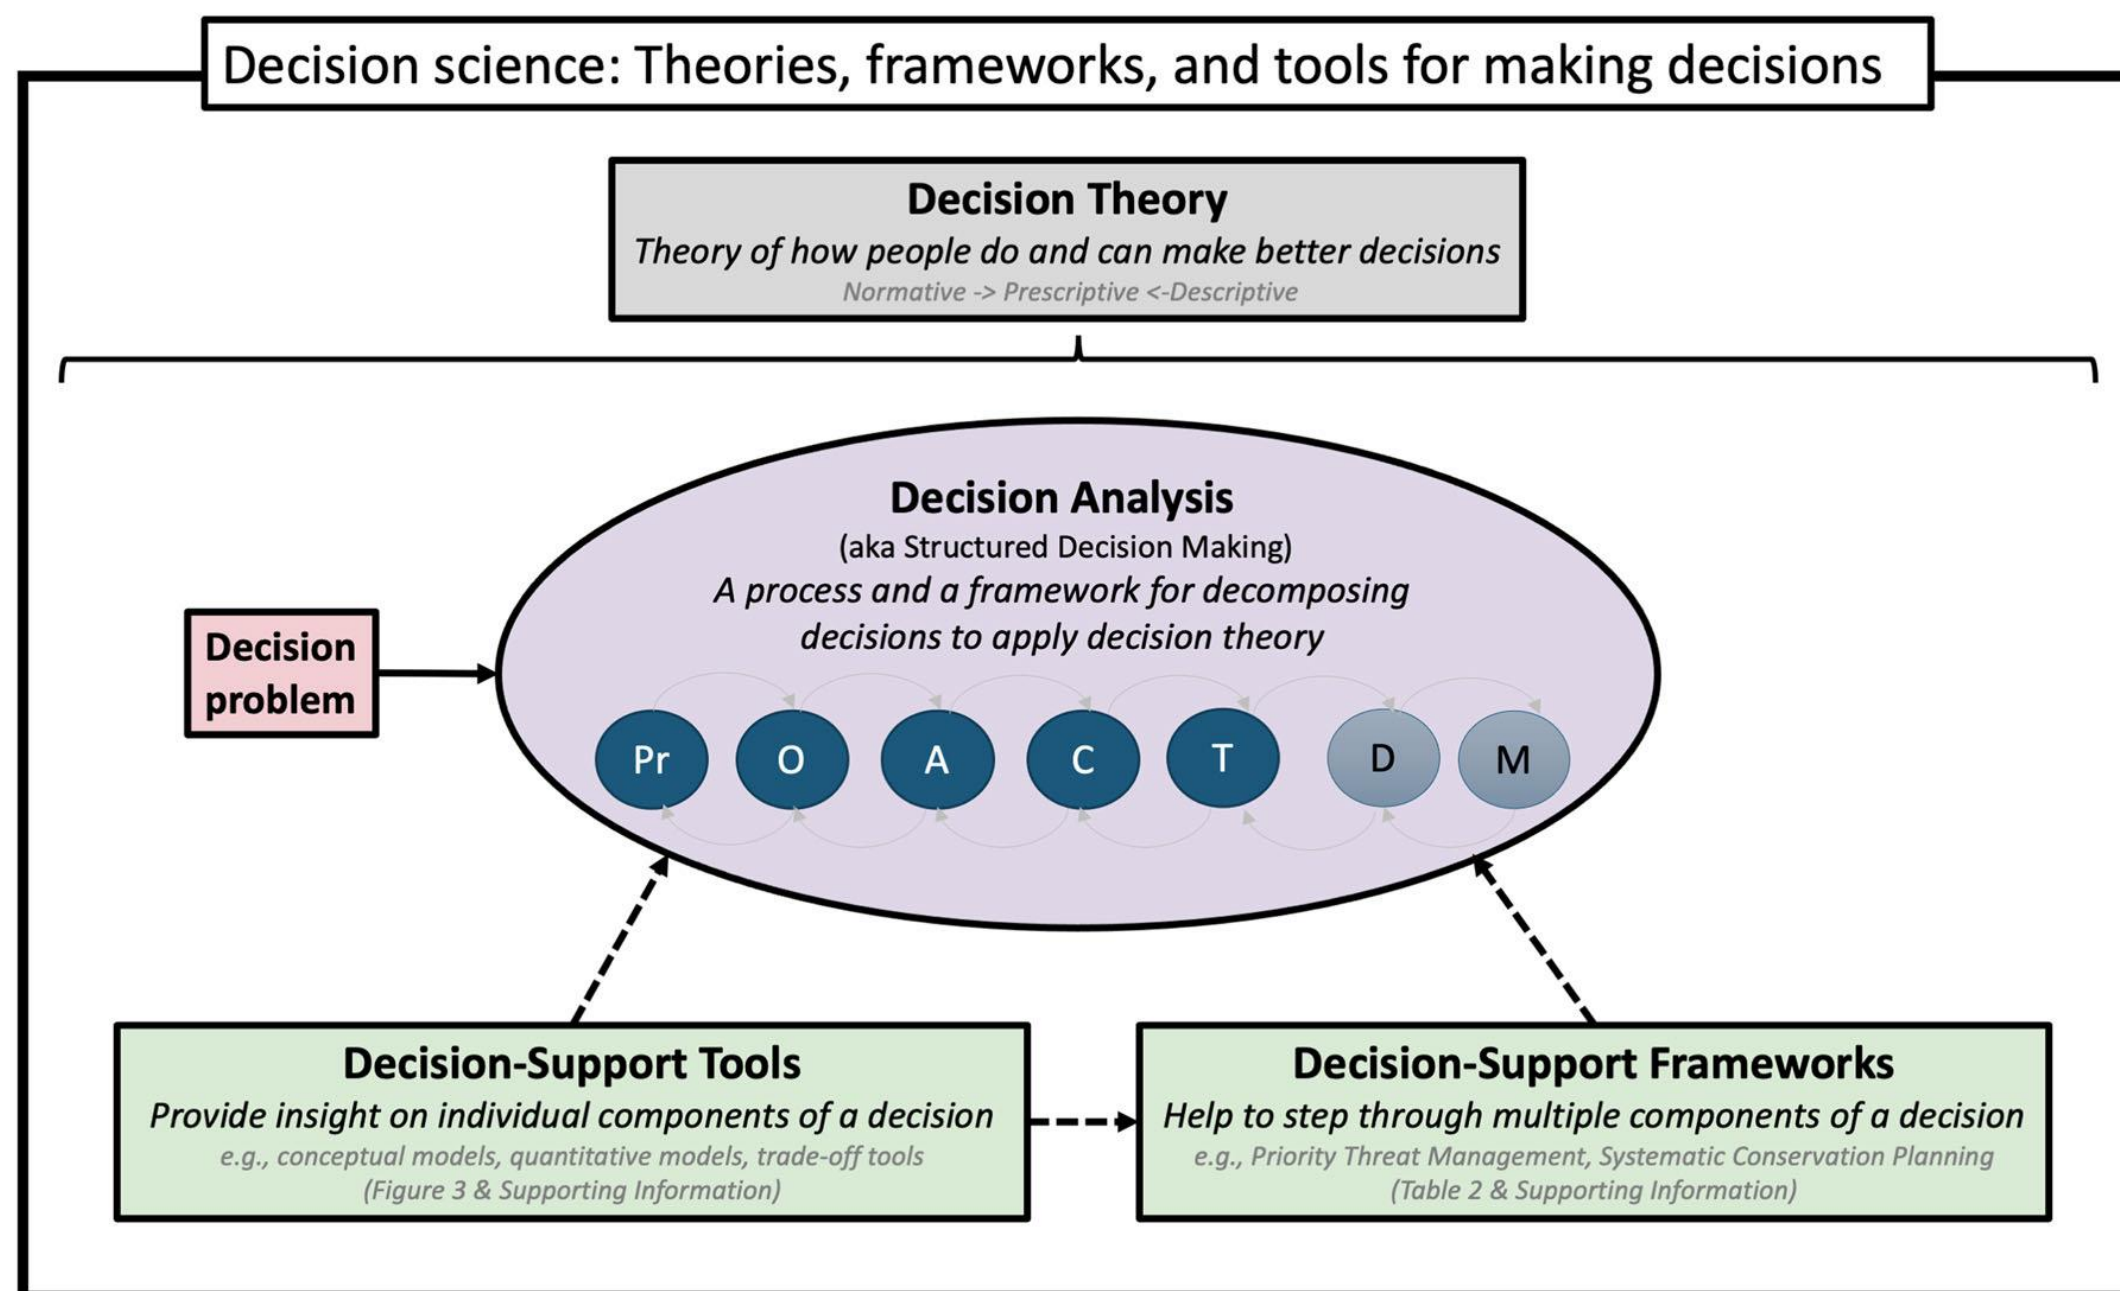 Decision science: Theories, frameworks, and tools for making decisions
Decision Theory
Theory of how people do and can make better decisions
Normative -> Prescriptive <-Descriptive
Decision Analysis
(aka Structured Decision Making)
A process and a framework for decomposing
decisions to apply decision theory
Decision
problem
Pr O A C T D M
Decision-Support Tools
Provide insight on individual components of a decision
e.g., conceptual models, quantitative models, trade-off tools
(Figure 3 & Supporting Information)
Decision-Support Frameworks
Help to step through multiple components of a decision
e.g., Priority Threat Management, Systematic Conservation Planning
(Table 2 & Supporting Information)